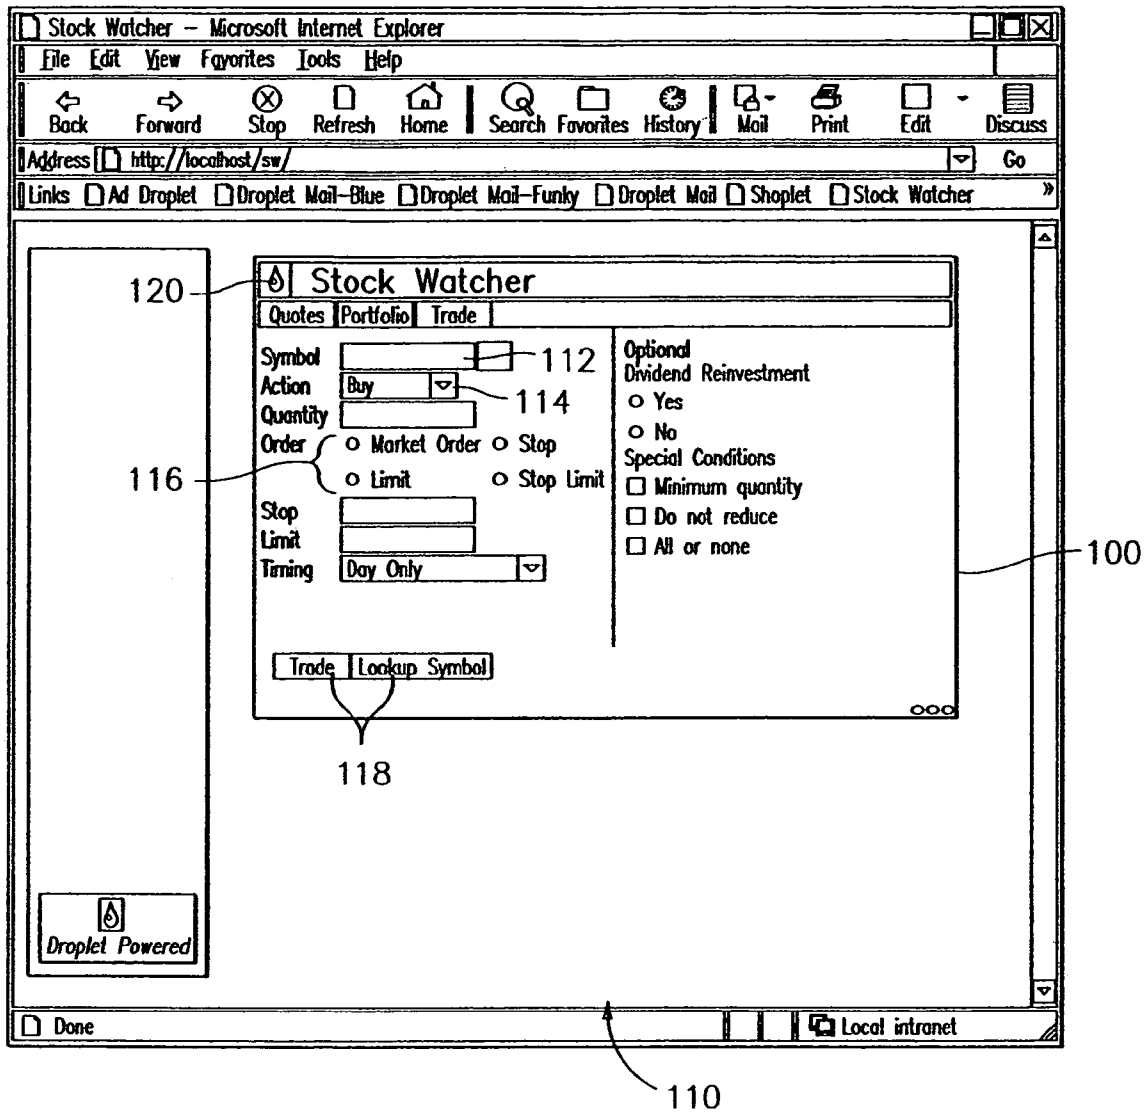 Stock Watcher – Microsoft Internet Explorer
File Edit View Favorites Tools Help
Back Forward Stop Refresh Home Search Favorites History Mail Print Edit Discuss
Address http://localhost/sw/ Go
Links Ad Droplet Droplet Mail–Blue Droplet Mail–Funky Droplet Mail Shoplet Stock Watcher »
120 Stock Watcher
Quotes Portfolio Trade
Symbol 112
Action Buy 114
Quantity
Order Market Order Stop
116 Limit Stop Limit
Stop
Limit
Timing Day Only
Optional
Dividend Reinvestment
Yes
No
Special Conditions
Minimum quantity
Do not reduce
All or none
100
Trade Lookup Symbol
118
Droplet Powered
Done Local intranet
110